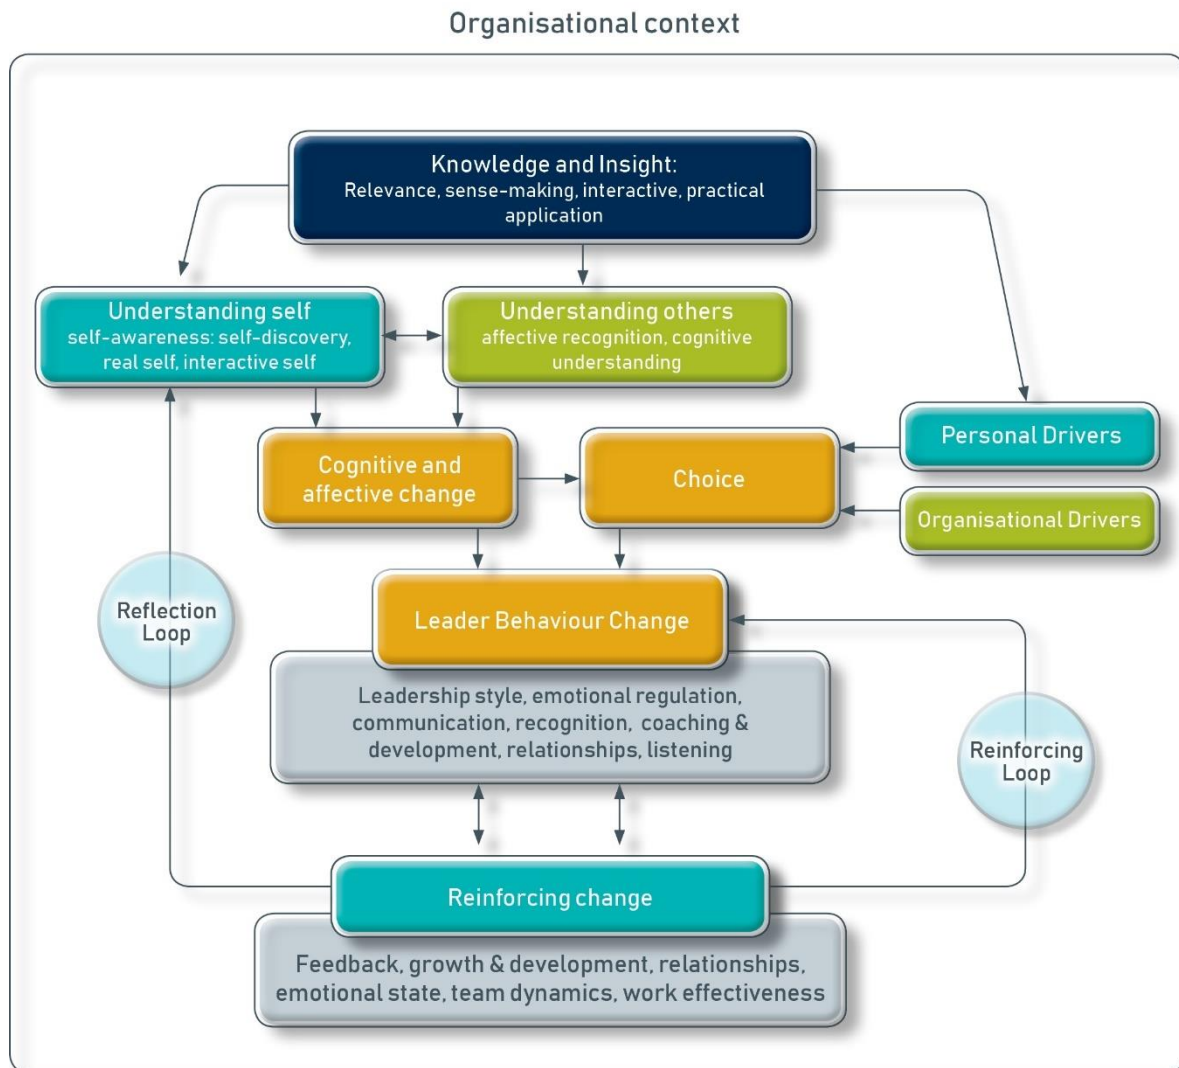 Organisational context
Knowledge and Insight:
Relevance, sense-making, interactive, practical
application
Understanding self
self-awareness: self-discovery,
real self, interactive self
Understanding others
affective recognition, cognitive
understanding
Personal Drivers
Cognitive and
affective change
Choice
Organisational Drivers
Reflection
Loop
Leader Behaviour Change
Leadership style, emotional regulation,
communication, recognition, coaching &
development, relationships, listening
Reinforcing
Loop
Reinforcing change
Feedback, growth & development, relationships,
emotional state, team dynamics, work effectiveness